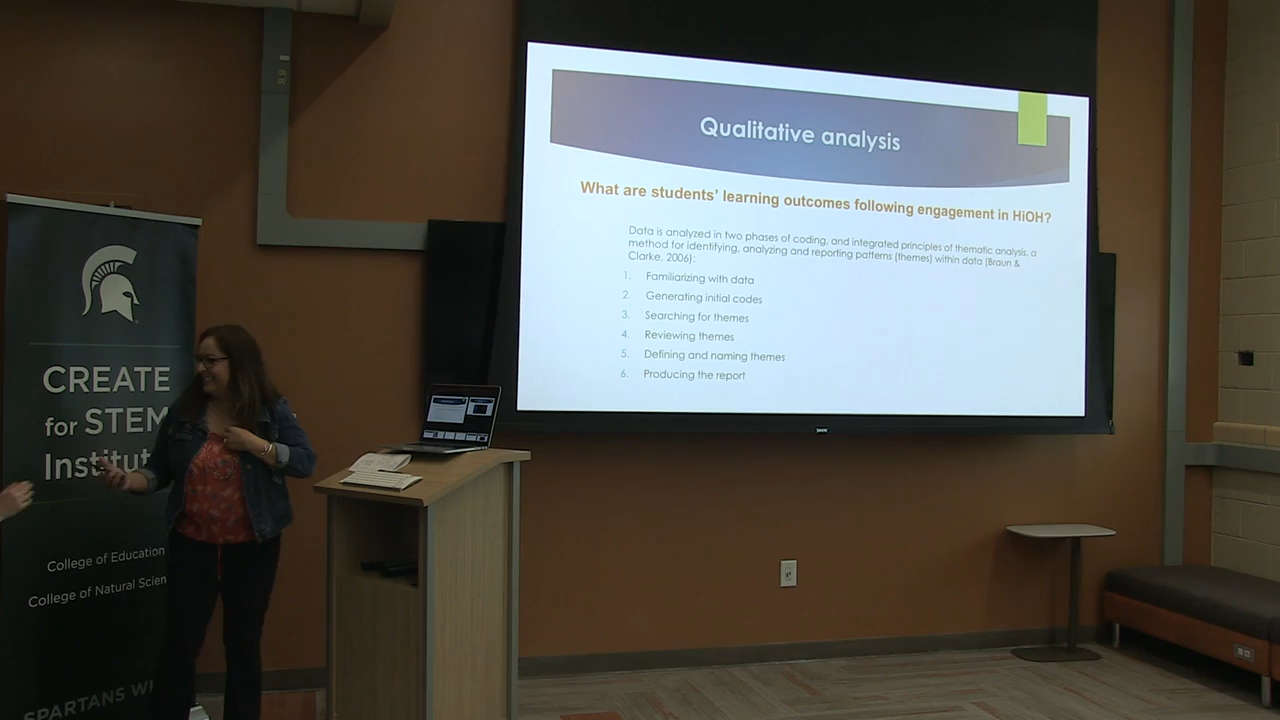 Qualitative analysis
What are students' learning outcomes following engagement in HiOH?
Data is analyzed in two phases of coding, and integrated principles of thematic analysis, a
method for identifying, analyzing and reporting patterns (themes) within data (Braun &
Clarke, 2006):
1. Familiarizing with data
2. Generating initial codes
3. Searching for themes
4. Reviewing themes
5. Defining and naming themes
6. Producing the report
CREATE
for STEM
Institut
College of Education
College of Natural Scien
SPARTANS WI